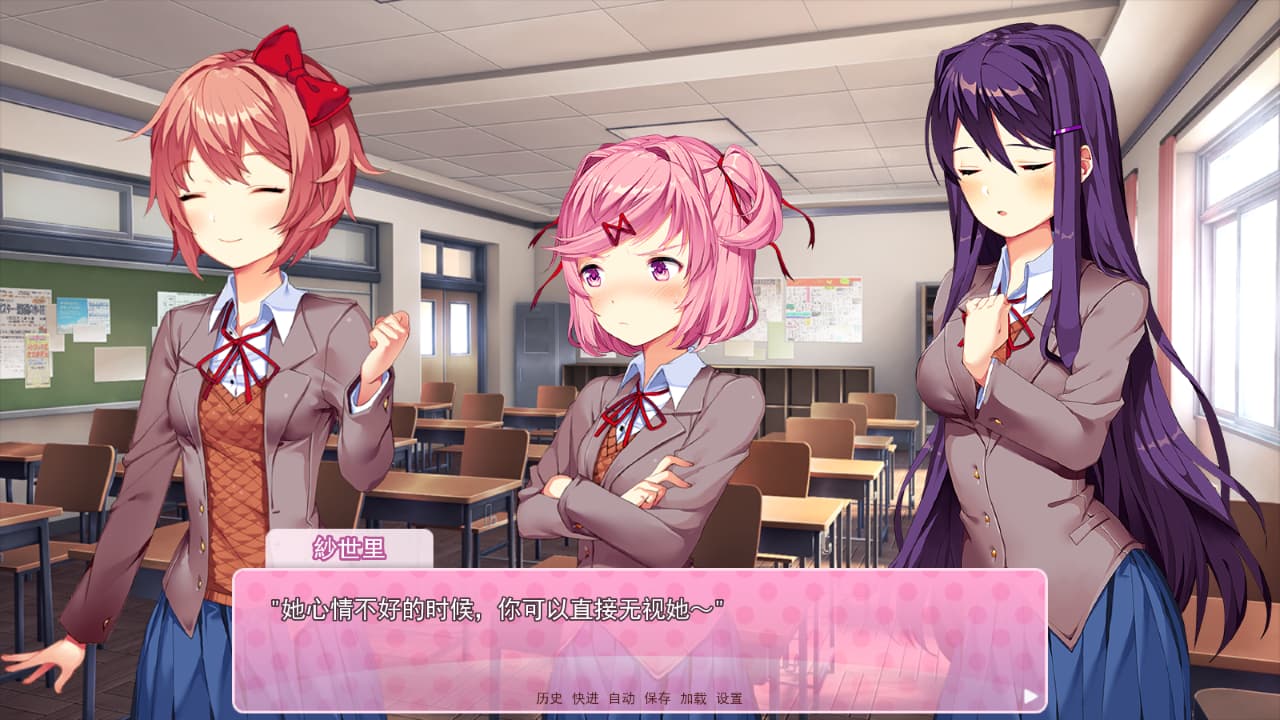 紗世里
"她心情不好的时候，你可以直接无视她～"
历史 快进 自动 保存 加载 设置